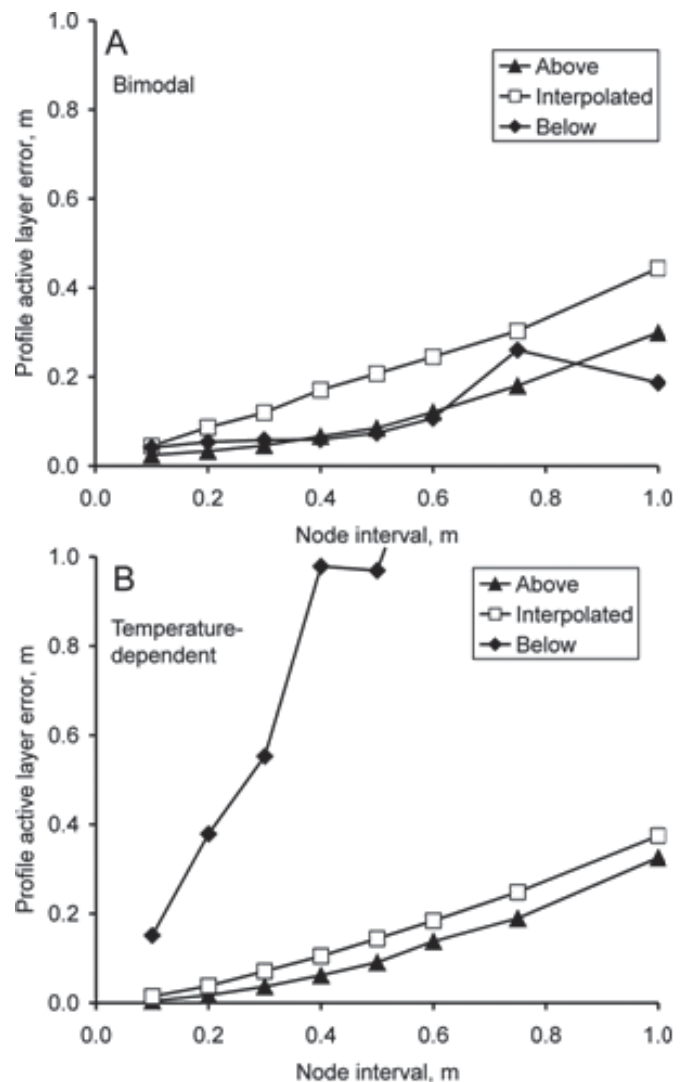 A
Bimodal
Above
Interpolated
Below
Profile active layer error, m
1.0
0.8
0.6
0.4
0.2
0.0
0.0 0.2 0.4 0.6 0.8 1.0
Node interval, m
B
Temperature-
dependent
Above
Interpolated
Below
Profile active layer error, m
1.0
0.8
0.6
0.4
0.2
0.0
0.0 0.2 0.4 0.6 0.8 1.0
Node interval, m